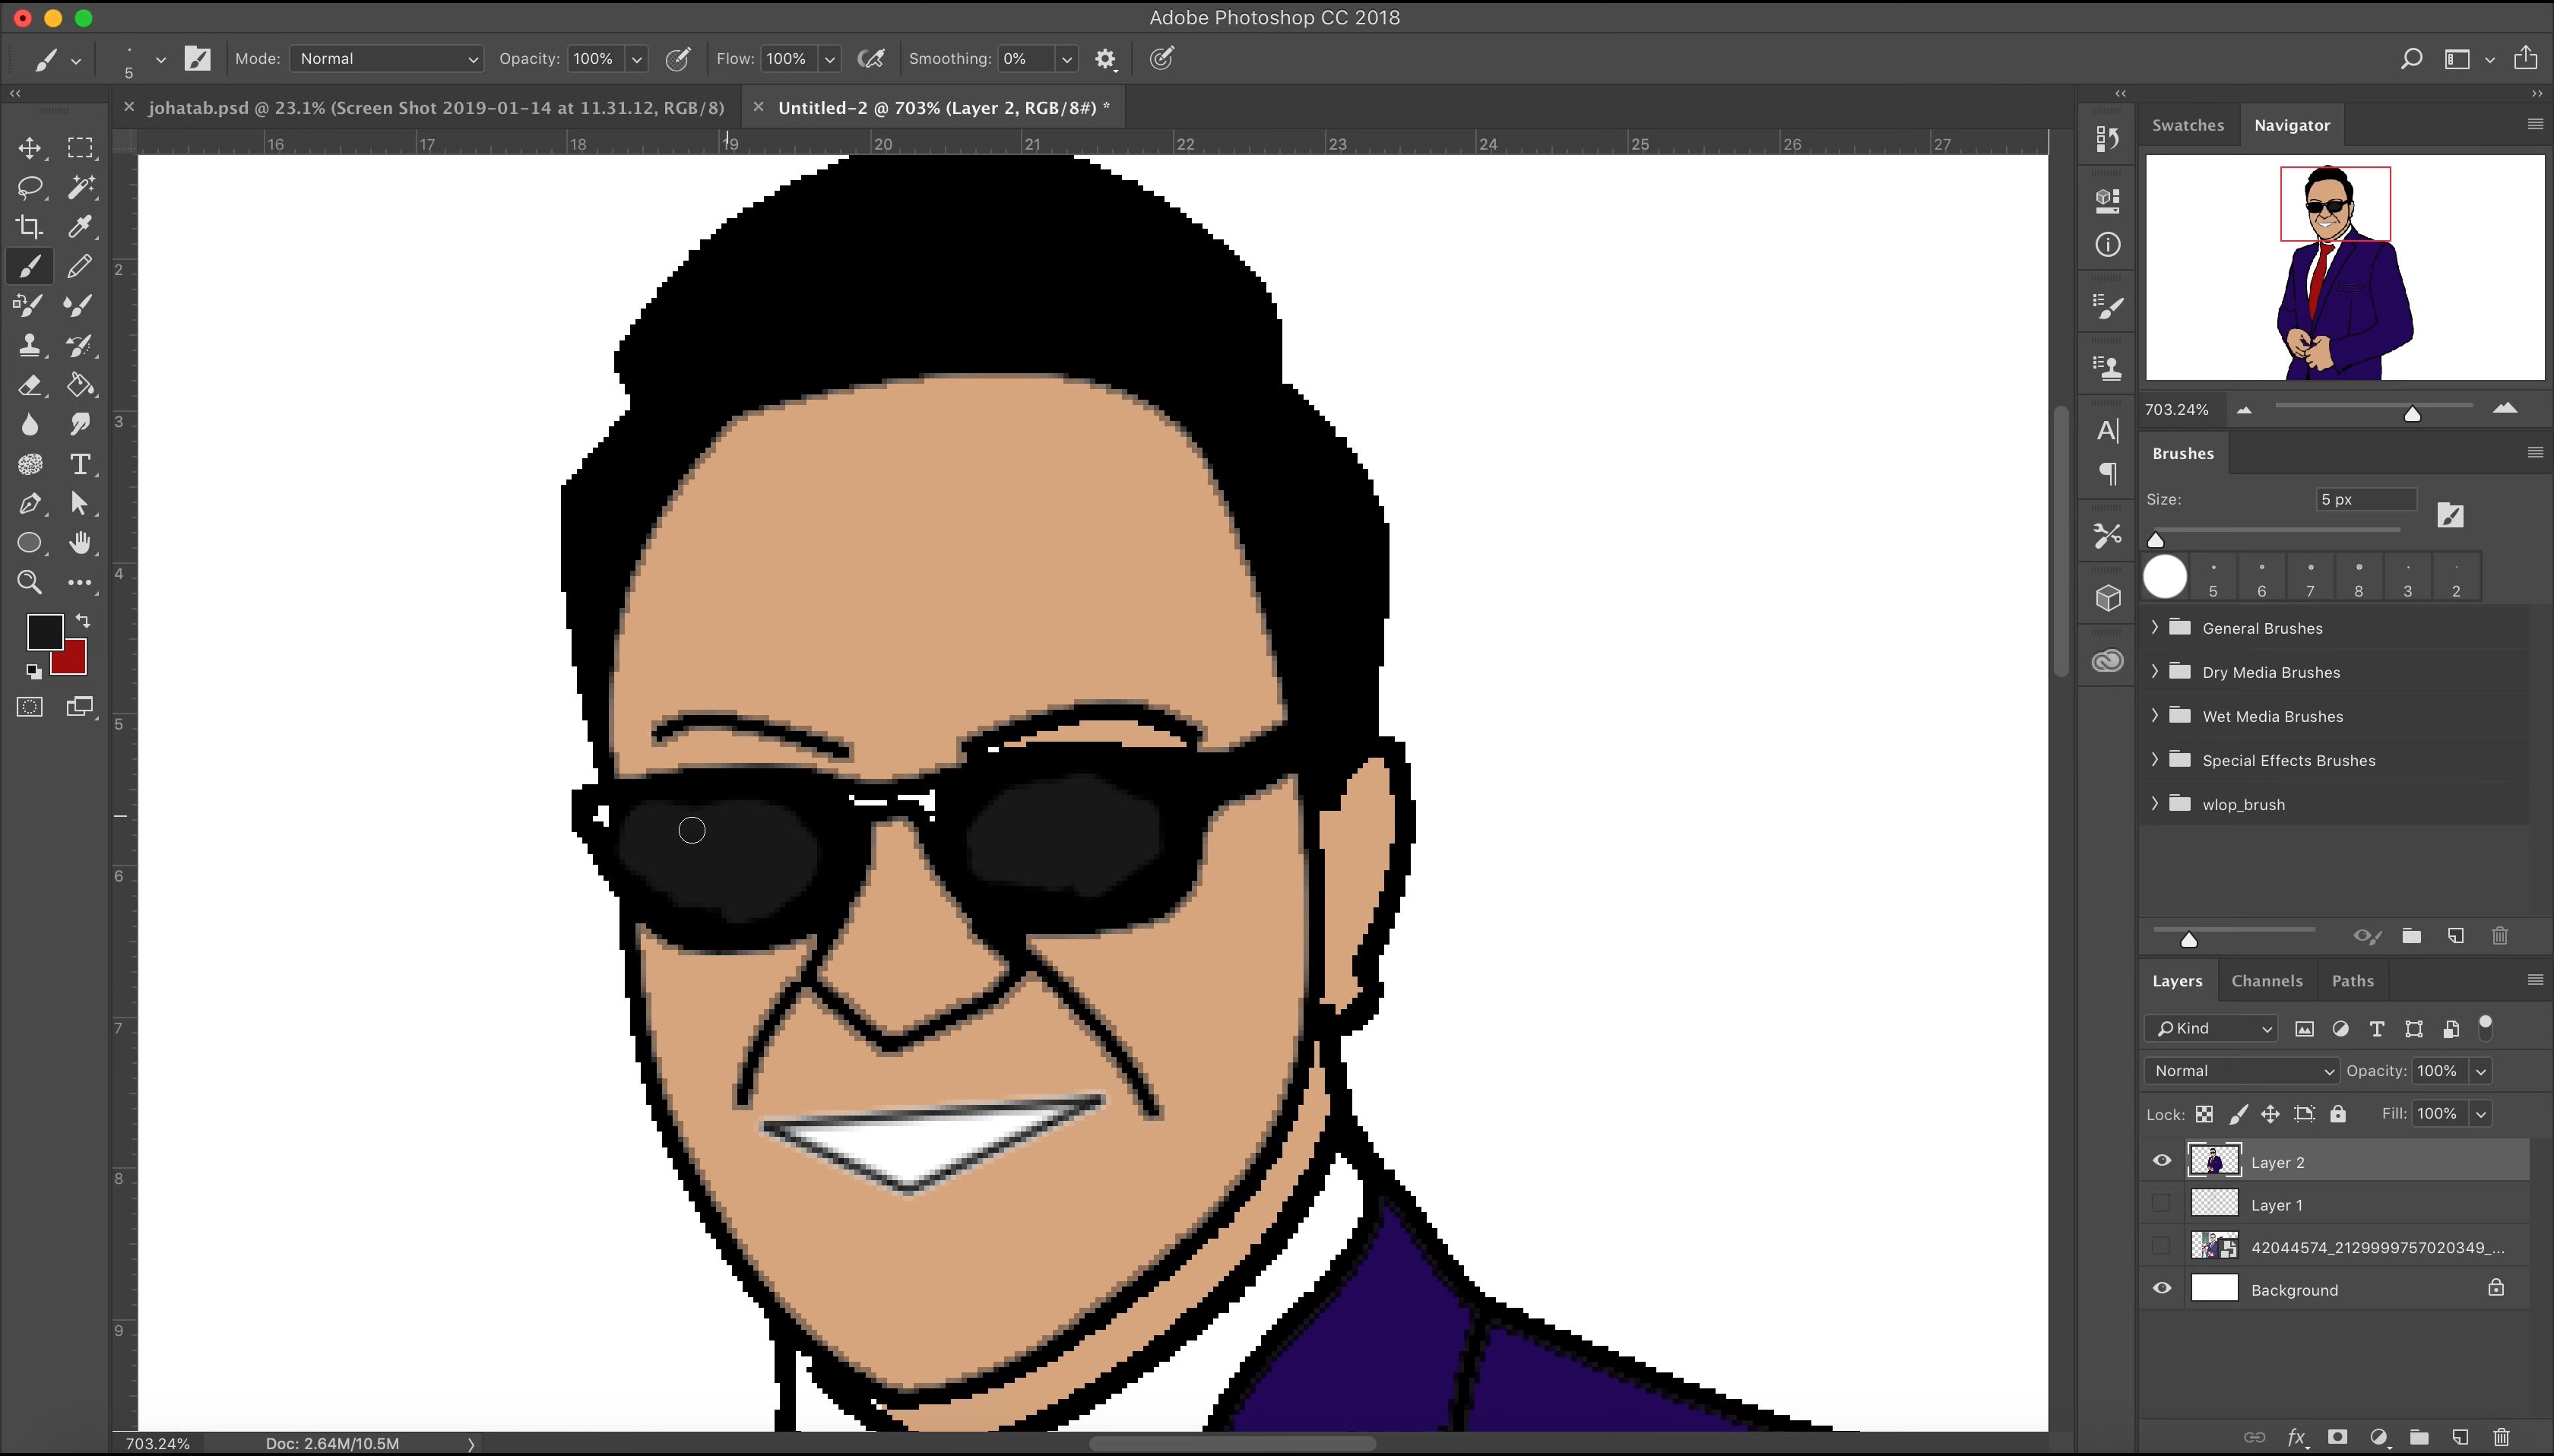 Adobe Photoshop CC 2018
5 Mode: Normal Opacity: 100% Flow: 100% Smoothing: 0%
johatab.psd @ 23.1% (Screen Shot 2019-01-14 at 11.31.12, RGB/8) Untitled-2 @ 703% (Layer 2, RGB/8#) *
16 17 18 19 20 21 22 23 24 25 26 27
2
3
4
5
6
7
8
9
Swatches Navigator
703.24%
Brushes
Size: 5 px
5 6 7 8 3 2
General Brushes
Dry Media Brushes
Wet Media Brushes
Special Effects Brushes
wlop_brush
Layers Channels Paths
Kind
Normal Opacity: 100%
Lock: Fill: 100%
Layer 2
Layer 1
42044574_2129999757020349_...
Background
fx
703.24% Doc: 2.64M/10.5M